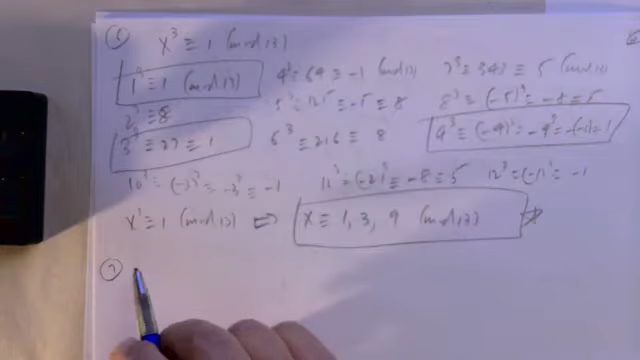 ⑥ x³ ≡ 1 (mod 13)
1³ ≡ 1 (mod 13) 4³ ≡ 64 ≡ -1 (mod 13) 7³ ≡ 343 ≡ 5 (mod 13)
2³ ≡ 8 5³ ≡ 125 ≡ -5 ≡ 8 8³ ≡ (-5)³ ≡ -8 ≡ 5
3³ ≡ 27 ≡ 1 6³ ≡ 216 ≡ 8 9³ ≡ (-4)³ ≡ -4³ ≡ -(-1) ≡ 1
10³ ≡ (-3)³ ≡ -3³ ≡ -1 11³ ≡ (-2)³ ≡ -8 ≡ 5 12³ ≡ (-1)³ ≡ -1
x³ ≡ 1 (mod 13) ⇔ x ≡ 1, 3, 9 (mod 13)
⑦